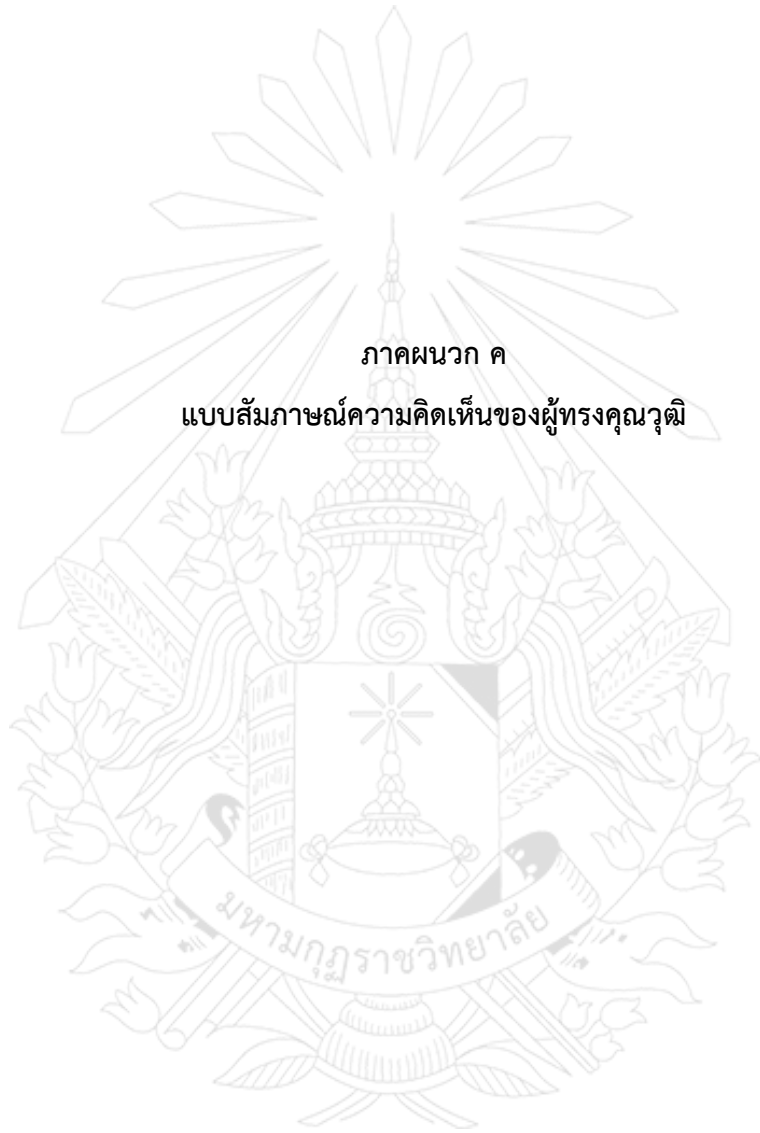 ภาคผนวก ค
แบบสัมภาษณ์ความคิดเห็นของผู้ทรงคุณวุฒิ
มหามกุฏราชวิทยาลัย